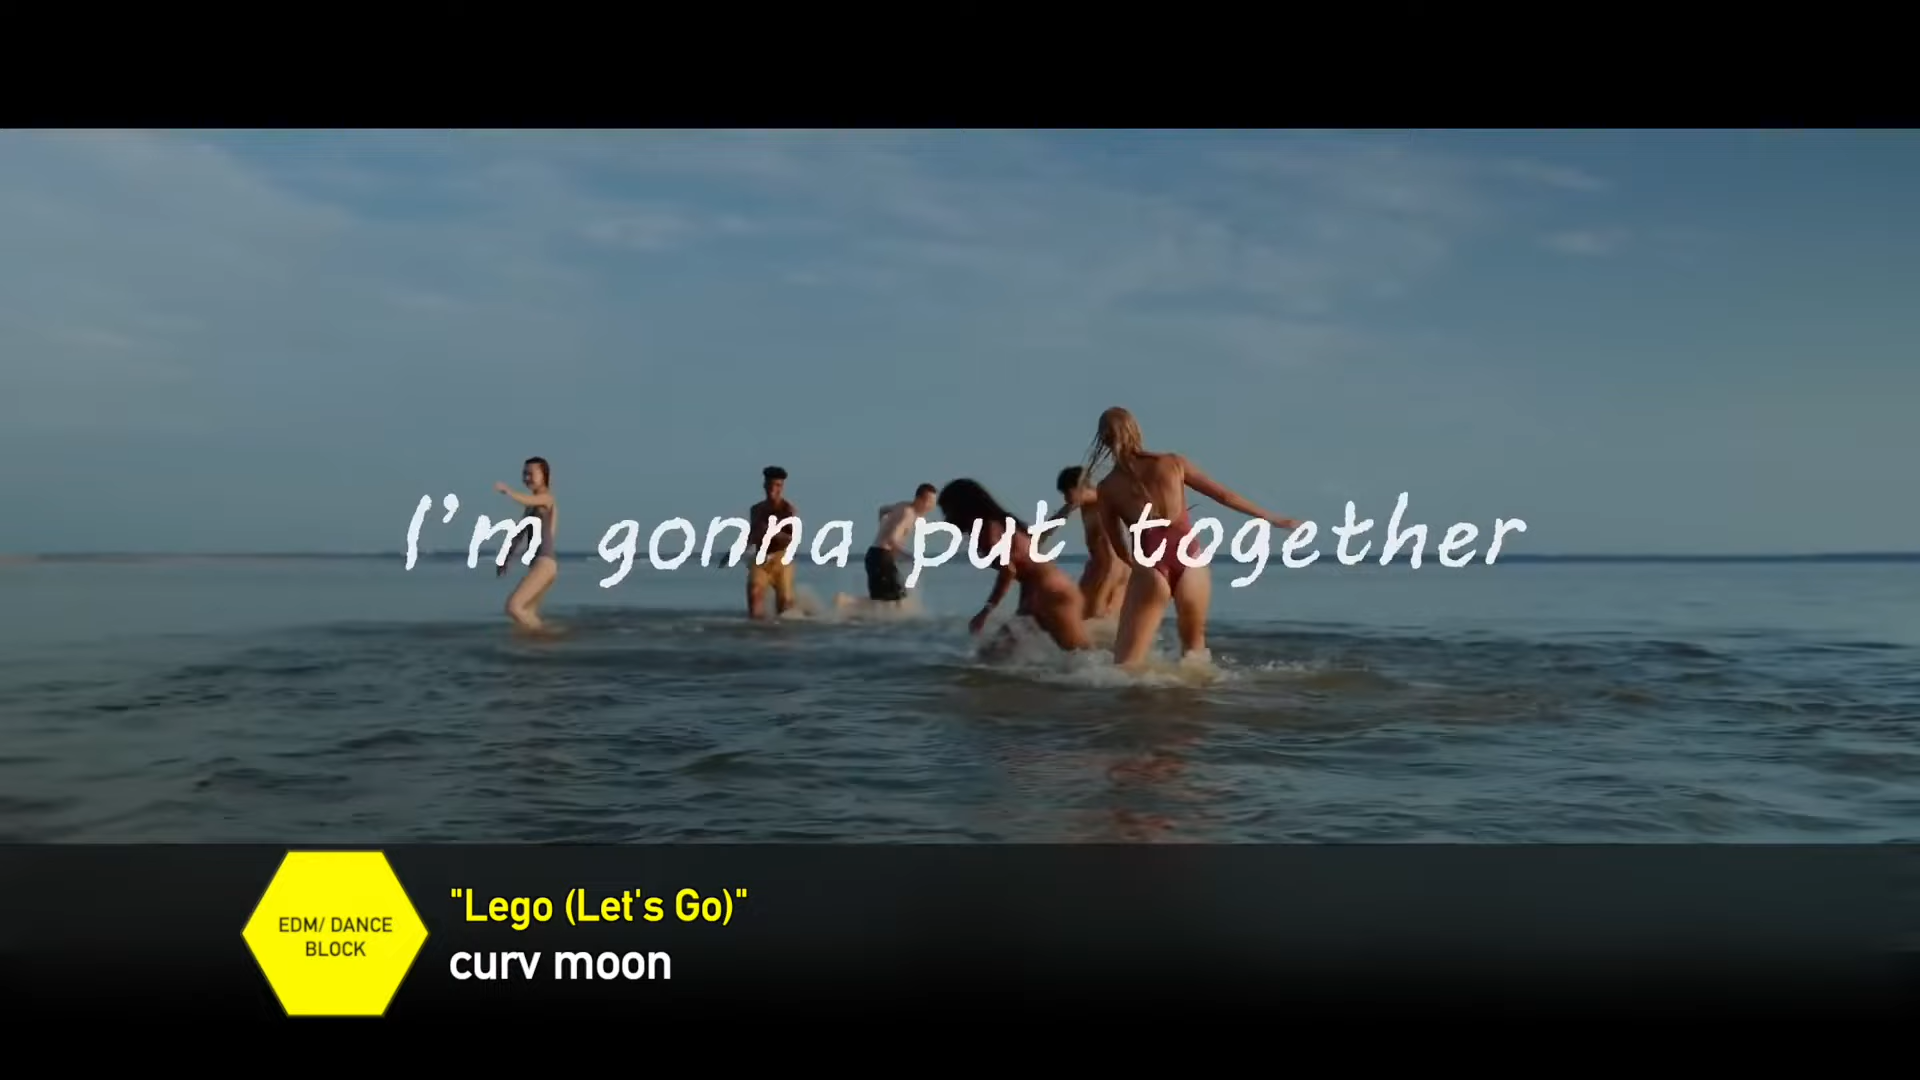 I'm gonna put together
EDM/ DANCE
BLOCK
"Lego (Let's Go)"
curv moon